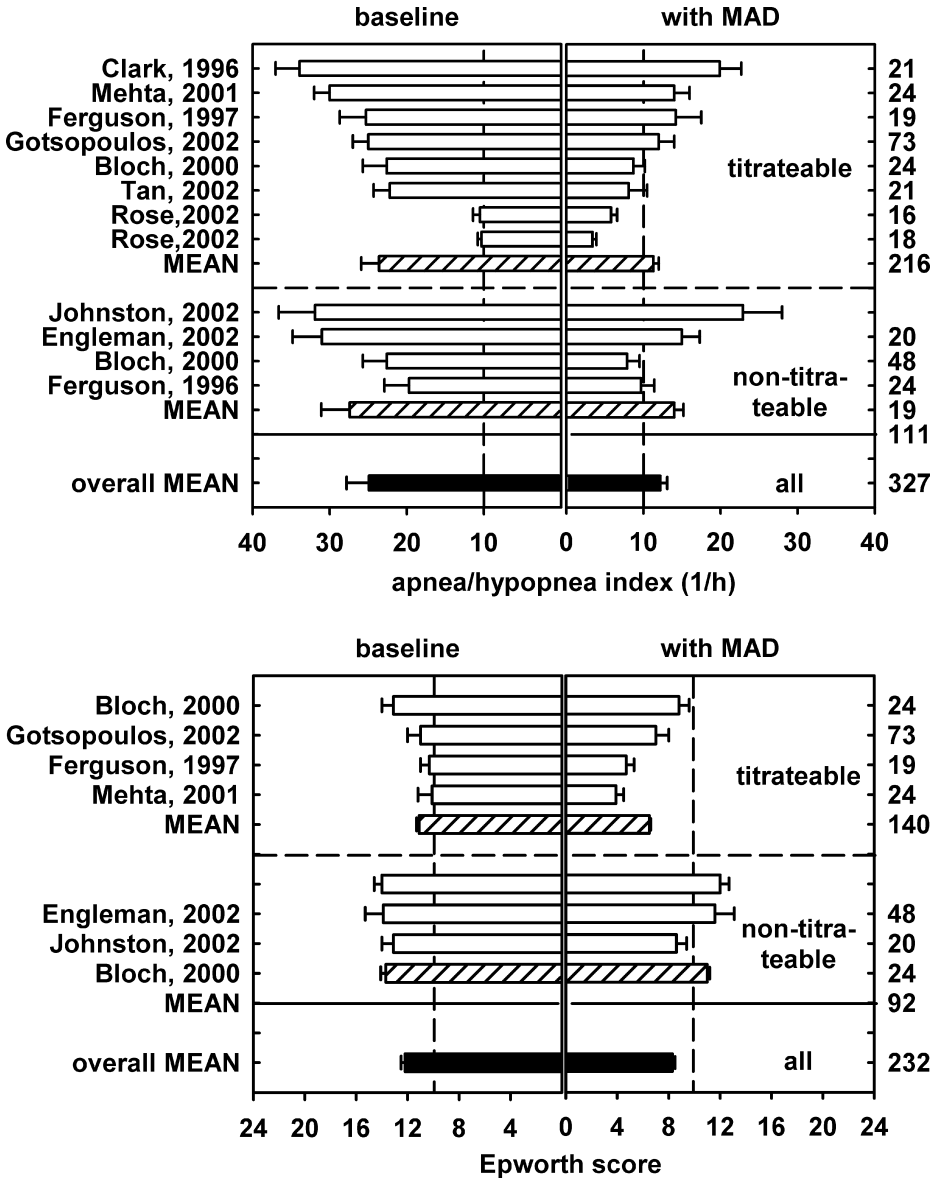 baseline with MAD
Clark, 1996 21
Mehta, 2001 24
Ferguson, 1997 19
Gotsopoulos, 2002 73
Bloch, 2000 24
titrateable
Tan, 2002 21
Rose,2002 16
Rose,2002 18
MEAN 216
Johnston, 2002
Engleman, 2002 20
Bloch, 2000 48
non-titra-
Ferguson, 1996 24
teable
MEAN 19
111
overall MEAN all 327
40 30 20 10 0 10 20 30 40
apnea/hypopnea index (1/h)
baseline with MAD
Bloch, 2000 24
Gotsopoulos, 2002 73
Ferguson, 1997 19
titrateable
Mehta, 2001 24
MEAN 140
Engleman, 2002 48
non-titra-
Johnston, 2002 20
teable
Bloch, 2000 24
MEAN 92
overall MEAN all 232
24 20 16 12 8 4 0 4 8 12 16 20 24
Epworth score